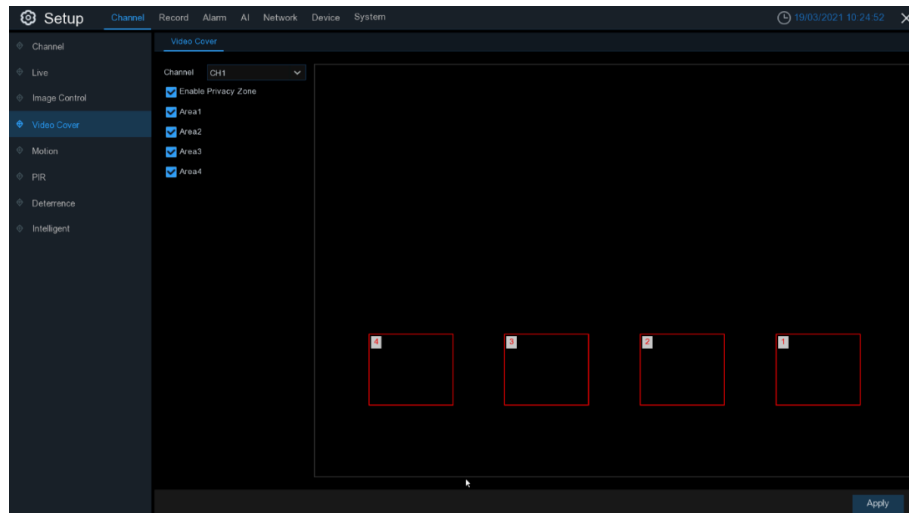 Setup Channel Record Alarm AI Network Device System 19/03/2021 10:24:52
Channel
Live
Image Control
Video Cover
Motion
PIR
Deterrence
Intelligent
Video Cover
Channel CH1
Enable Privacy Zone
Area1
Area2
Area3
Area4
4 3 2 1
Apply